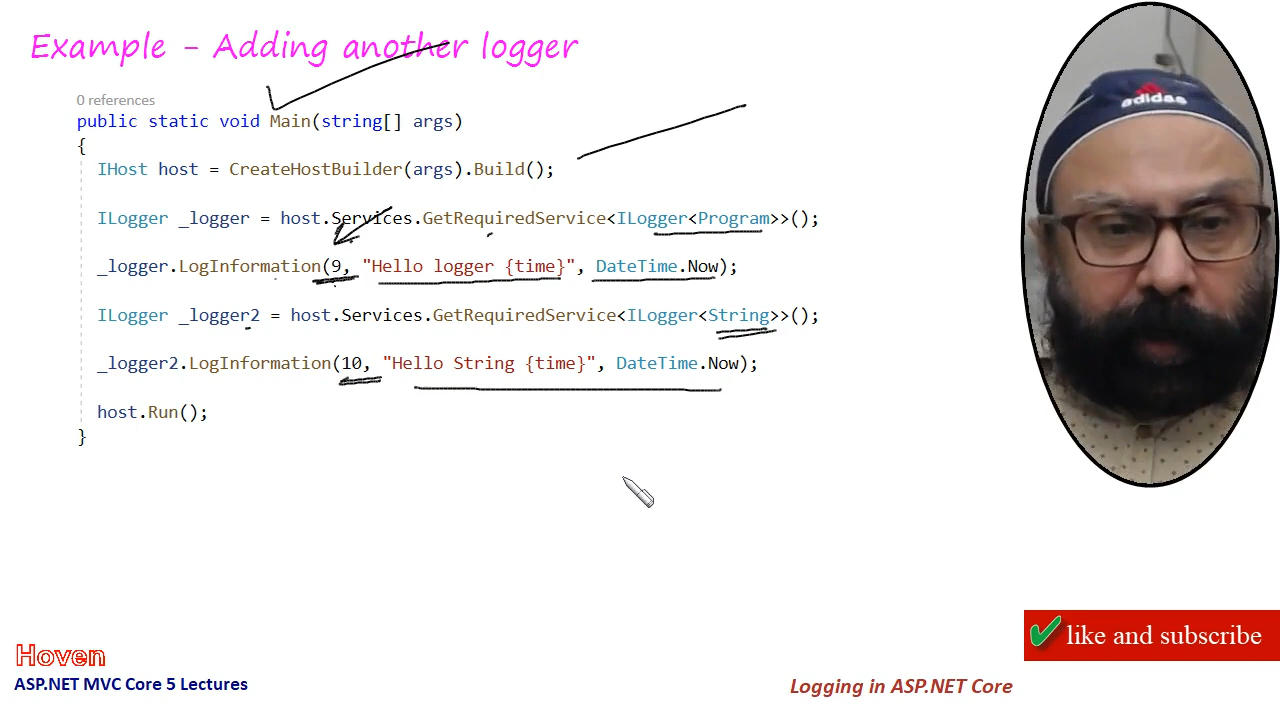 Example - Adding another logger
0 references
public static void Main(string[] args)
{
IHost host = CreateHostBuilder(args).Build();
ILogger _logger = host.Services.GetRequiredService<ILogger<Program>>();
_logger.LogInformation(9, "Hello logger {time}", DateTime.Now);
ILogger _logger2 = host.Services.GetRequiredService<ILogger<String>>();
_logger2.LogInformation(10, "Hello String {time}", DateTime.Now);
host.Run();
}
adidas
like and subscribe
Hoven
ASP.NET MVC Core 5 Lectures
Logging in ASP.NET Core